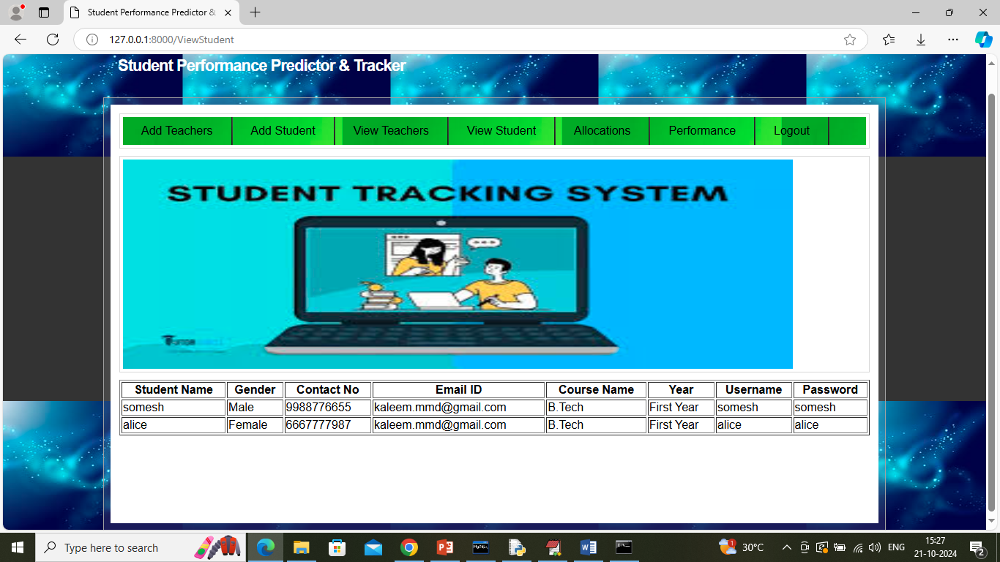 Student Performance Predictor &
127.0.0.1:8000/ViewStudent
Student Performance Predictor & Tracker
Add Teachers Add Student View Teachers View Student Allocations Performance Logout
STUDENT TRACKING SYSTEM
Student Name Gender Contact No Email ID Course Name Year Username Password
somesh Male 9988776655 kaleem.mmd@gmail.com B.Tech First Year somesh somesh
alice Female 6667777987 kaleem.mmd@gmail.com B.Tech First Year alice alice
Type here to search 1 30°C ENG 15:27
21-10-2024 2